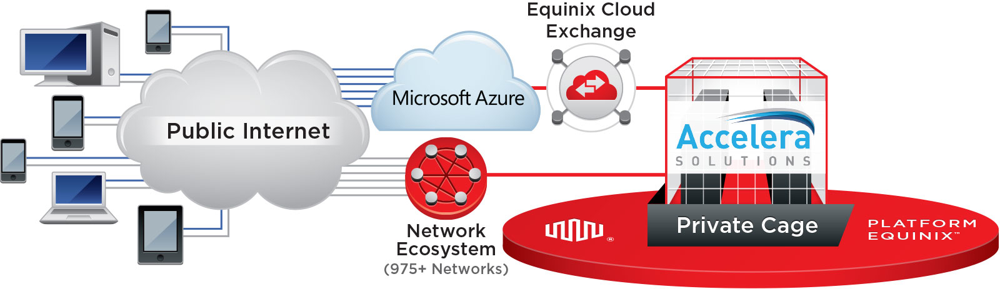 Equinix Cloud
Exchange
Microsoft Azure
Public Internet
Accelera
SOLUTIONS
Network
Ecosystem
(975+ Networks)
Private Cage
®
PLATFORM
EQUINIX™